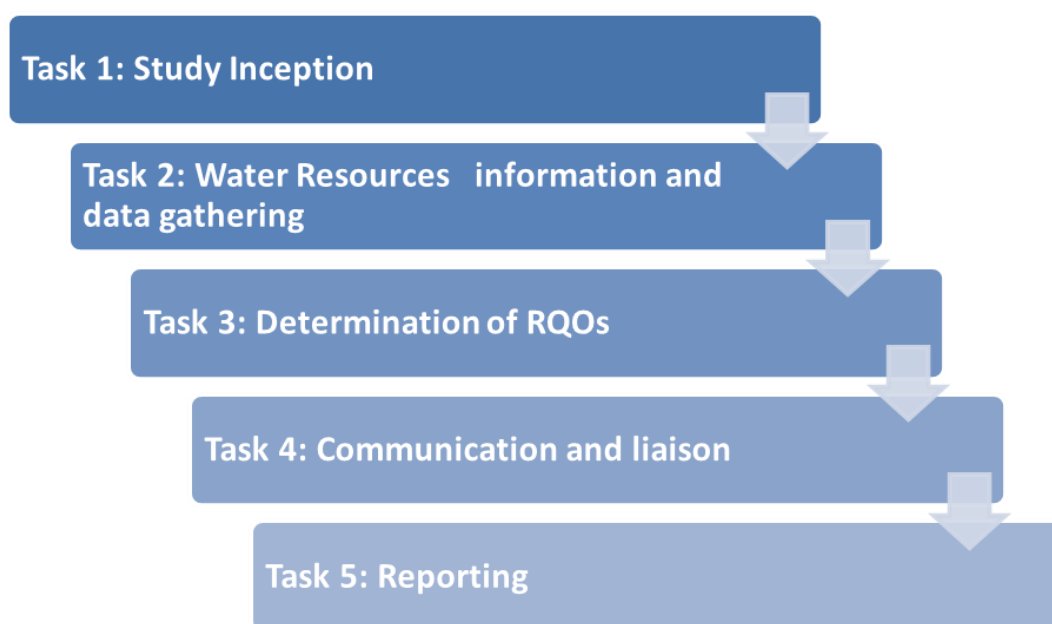 Task 1: Study Inception
Task 2: Water Resources information and
data gathering
Task 3: Determination of RQOs
Task 4: Communication and liaison
Task 5: Reporting